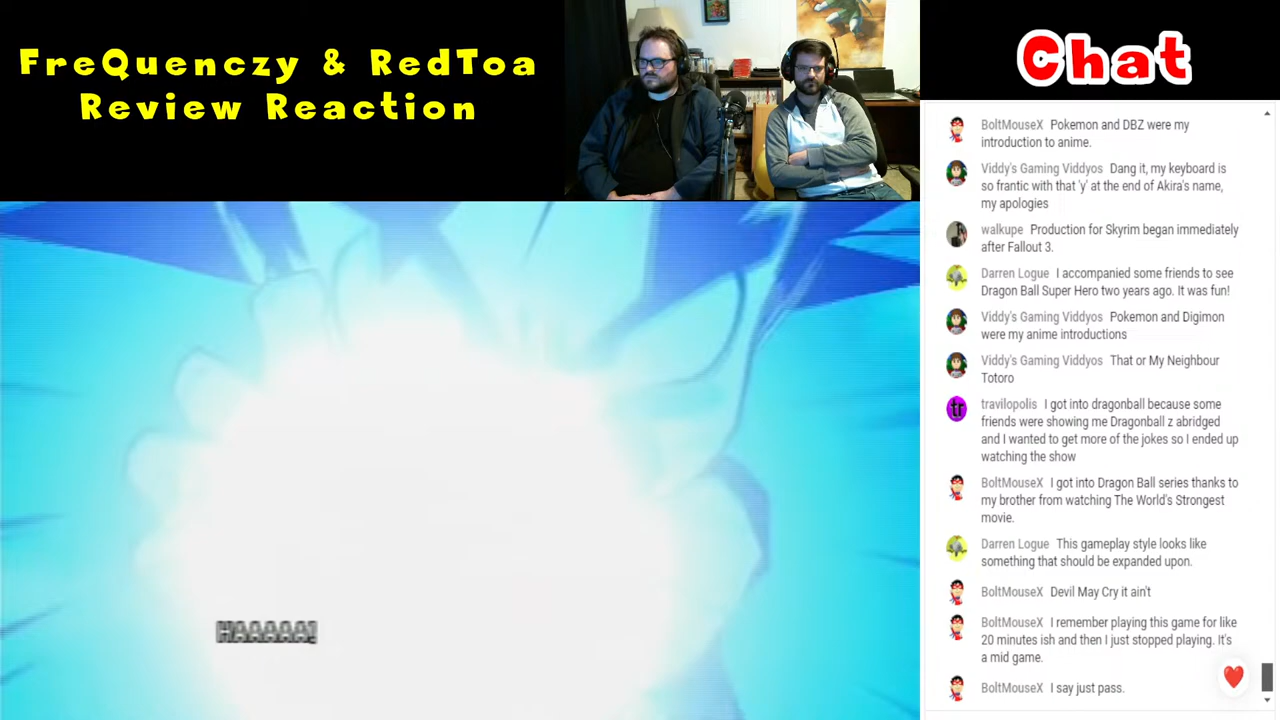 FreQuenczy & RedToa
Review Reaction
Chat
BoltMouseX Pokemon and DBZ were my
introduction to anime.
Viddy's Gaming Viddyos Dang it, my keyboard is
so frantic with that 'y' at the end of Akira's name,
my apologies
walkupe Production for Skyrim began immediately
after Fallout 3.
Darren Logue I accompanied some friends to see
Dragon Ball Super Hero two years ago. It was fun!
Viddy's Gaming Viddyos Pokemon and Digimon
were my anime introductions
Viddy's Gaming Viddyos That or My Neighbour
Totoro
tr travilopolis I got into dragonball because some
friends were showing me Dragonball z abridged
and I wanted to get more of the jokes so I ended up
watching the show
BoltMouseX I got into Dragon Ball series thanks to
my brother from watching The World's Strongest
movie.
Darren Logue This gameplay style looks like
something that should be expanded upon.
BoltMouseX Devil May Cry it ain't
BoltMouseX I remember playing this game for like
20 minutes ish and then I just stopped playing. It's
a mid game.
BoltMouseX I say just pass.
HAAAAA!